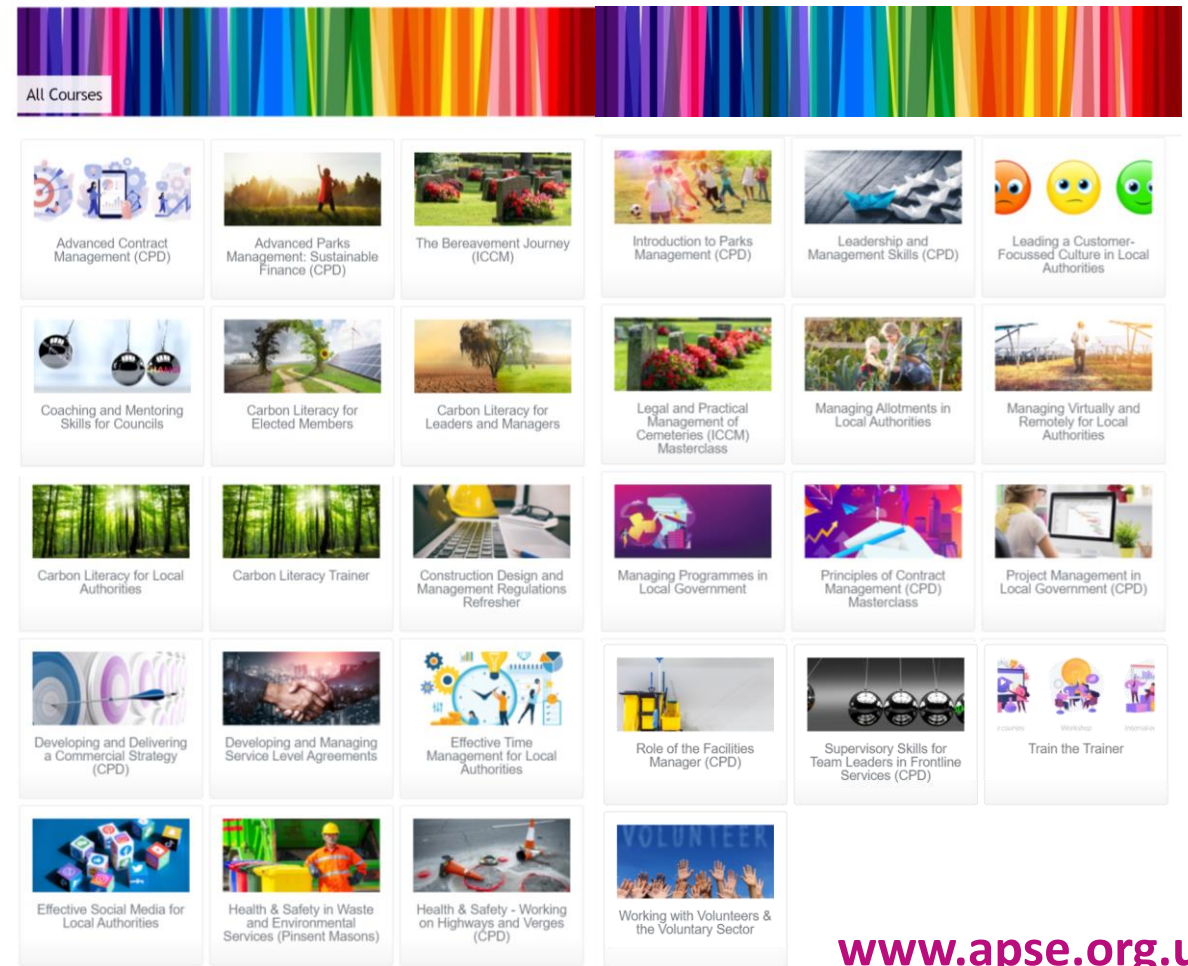 All Courses
Advanced Contract
Management (CPD)
Advanced Parks
Management: Sustainable
Finance (CPD)
The Bereavement Journey
(ICCM)
Coaching and Mentoring
Skills for Councils
Carbon Literacy for
Elected Members
Carbon Literacy for
Leaders and Managers
Carbon Literacy for Local
Authorities
Carbon Literacy Trainer
Construction Design and
Management Regulations
Refresher
Developing and Delivering
a Commercial Strategy
(CPD)
Developing and Managing
Service Level Agreements
Effective Time
Management for Local
Authorities
Effective Social Media for
Local Authorities
Health & Safety in Waste
and Environmental
Services (Pinsent Masons)
Health & Safety - Working
on Highways and Verges
(CPD)
Introduction to Parks
Management (CPD)
Leadership and
Management Skills (CPD)
Leading a Customer-
Focussed Culture in Local
Authorities
Legal and Practical
Management of
Cemeteries (ICCM)
Masterclass
Managing Allotments in
Local Authorities
Managing Virtually and
Remotely for Local
Authorities
Managing Programmes in
Local Government
Principles of Contract
Management (CPD)
Masterclass
Project Management in
Local Government (CPD)
Role of the Facilities
Manager (CPD)
Supervisory Skills for
Team Leaders in Frontline
Services (CPD)
Workshop
Train the Trainer
VOLUNTEER
Working with Volunteers &
the Voluntary Sector
www.apse.org.u